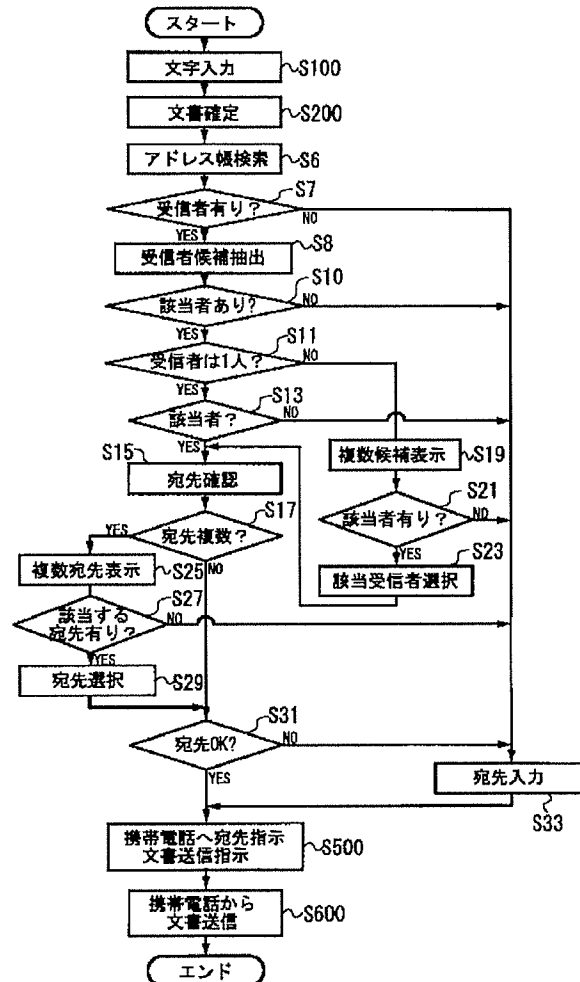 スタート
文字入力 S100
文書確定 S200
アドレス帳検索 S6
受信者有り？ S7
NO
YES
受信者候補抽出 S8
該当者あり? S10
NO
YES
受信者は1人？ S11
NO
YES
該当者？ S13
NO
YES
複数候補表示 S19
S15
宛先確認
該当者有り？ S21
NO
YES
宛先複数？ S17
YES
NO
該当受信者選択 S23
複数宛先表示 S25
該当する
宛先有り？ S27
NO
YES
宛先選択 S29
宛先OK? S31
NO
YES
宛先入力
S33
携帯電話へ宛先指示
文書送信指示 S500
携帯電話から
文書送信 S600
エンド